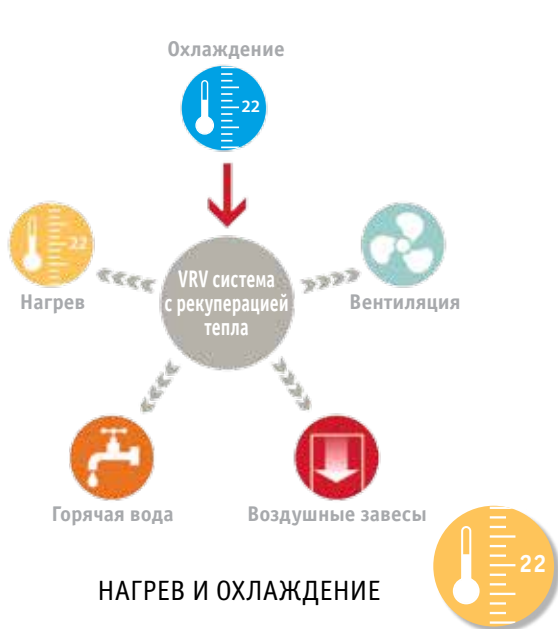 Охлаждение
22
22
Нагрев
VRV система
с рекуперацией
тепла
Вентиляция
Горячая вода
Воздушные завесы
22
НАГРЕВ И ОХЛАЖДЕНИЕ